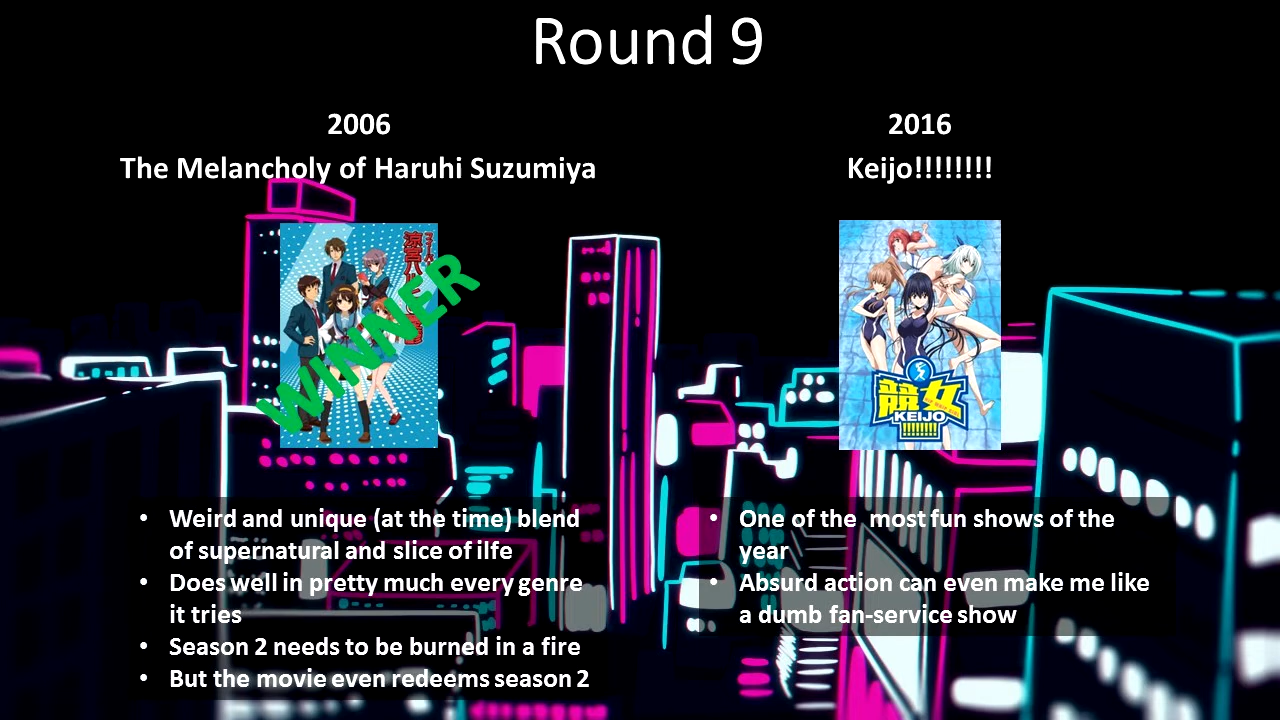 Round 9
2006
The Melancholy of Haruhi Suzumiya
WINNER
• Weird and unique (at the time) blend
of supernatural and slice of ilfe
• Does well in pretty much every genre
it tries
• Season 2 needs to be burned in a fire
• But the movie even redeems season 2
2016
Keijo!!!!!!!!
競女
KEIJO
!!!!!!!!
• One of the most fun shows of the
year
• Absurd action can even make me like
a dumb fan-service show